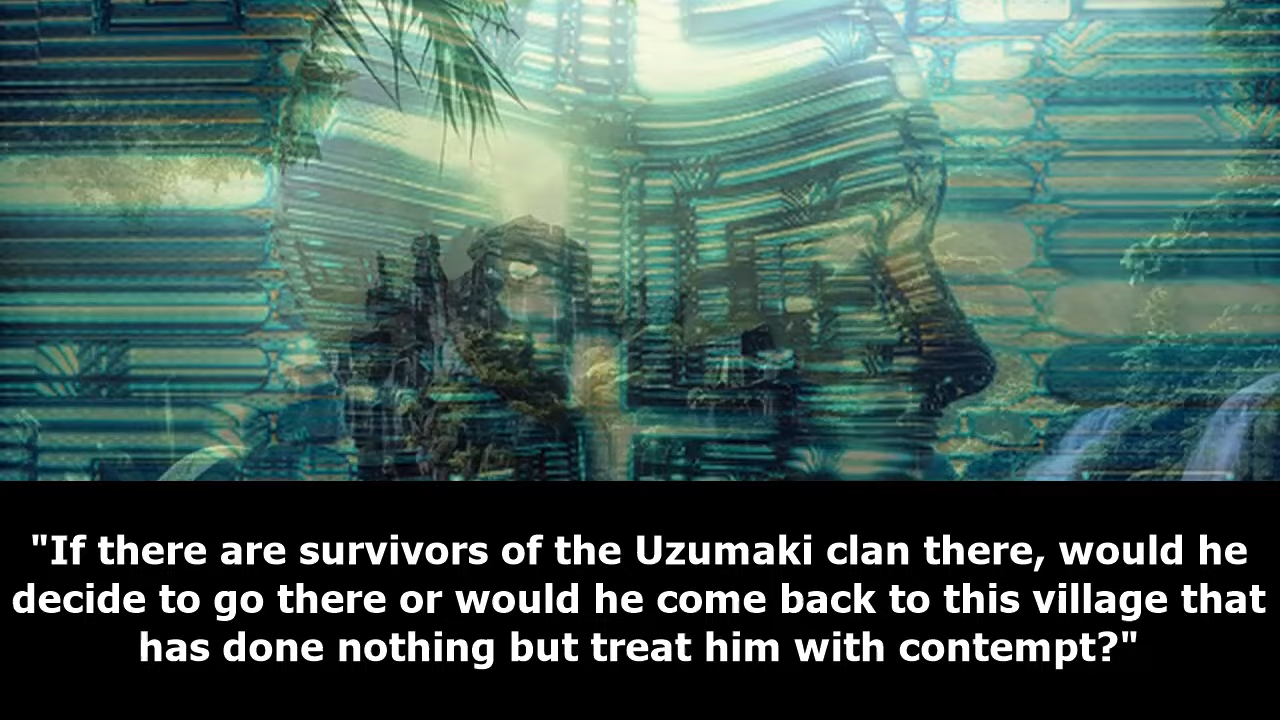 "If there are survivors of the Uzumaki clan there, would he
decide to go there or would he come back to this village that
has done nothing but treat him with contempt?"